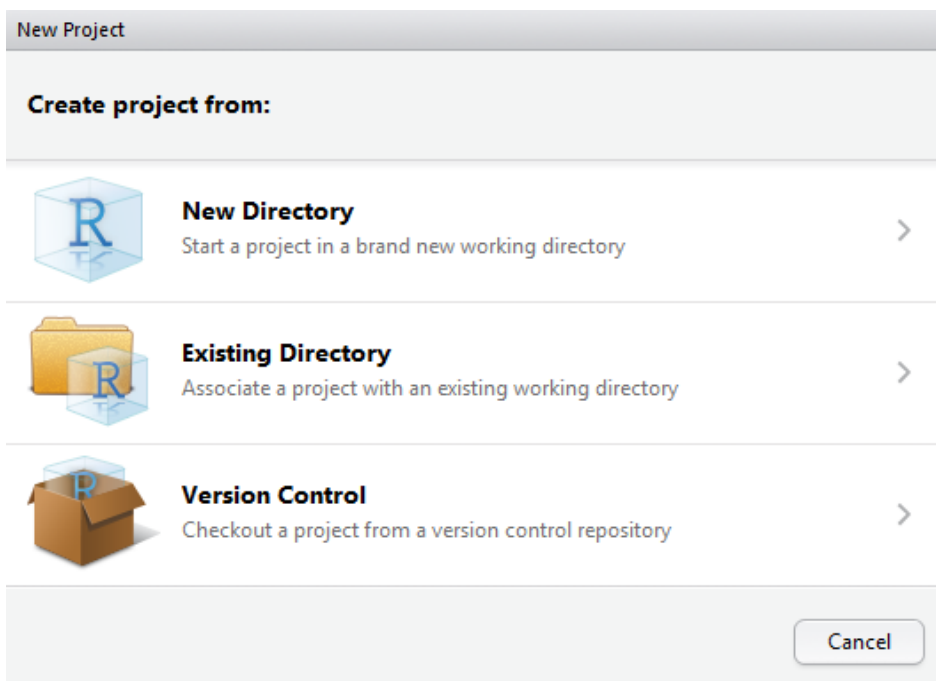 New Project
Create project from:
R
New Directory
Start a project in a brand new working directory
R
Existing Directory
Associate a project with an existing working directory
R
Version Control
Checkout a project from a version control repository
Cancel